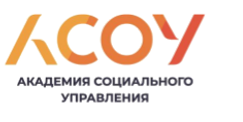 АСОУ
АКАДЕМИЯ СОЦИАЛЬНОГО
УПРАВЛЕНИЯ